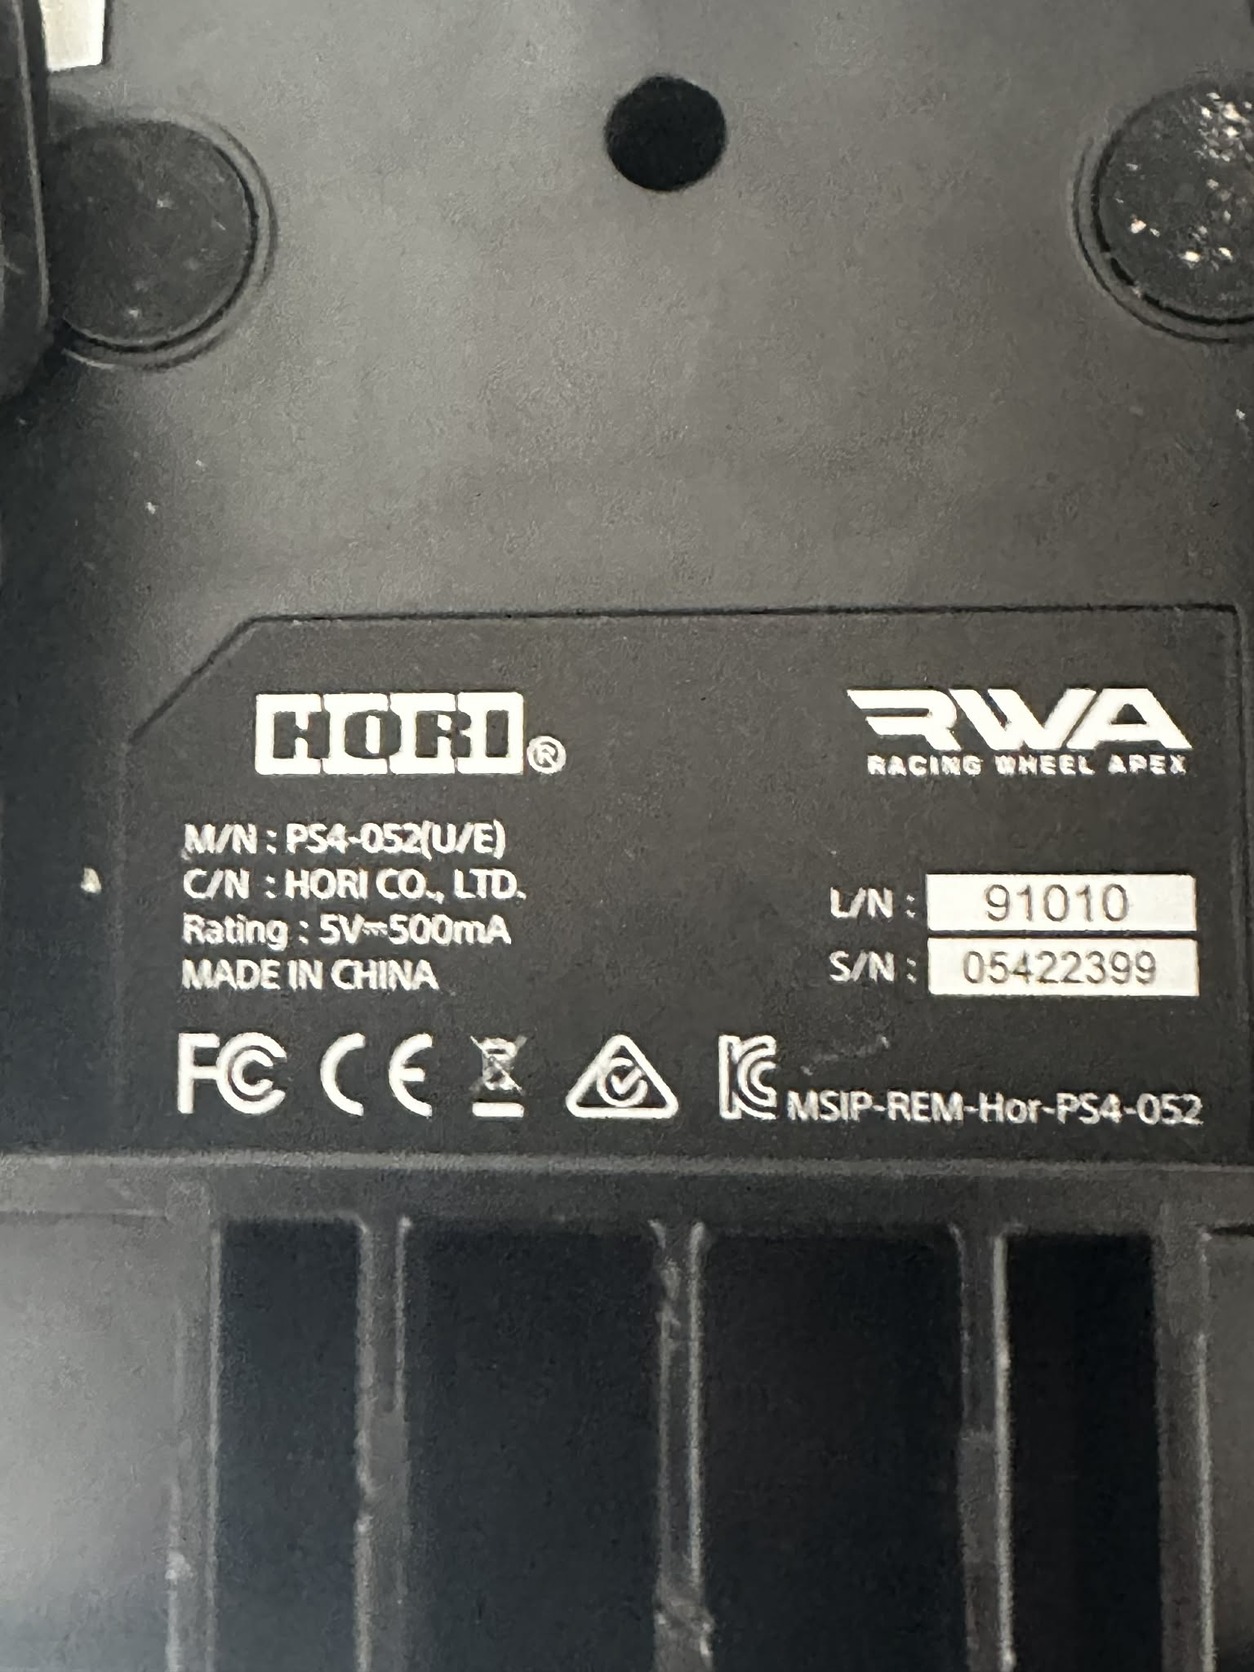 HORI®
RWA
RACING WHEEL APEX
M/N : PS4-052(U/E)
C/N : HORI CO., LTD.
Rating : 5V⎓500mA
MADE IN CHINA
L/N : 91010
S/N : 05422399
FC CE
KC MSIP-REM-Hor-PS4-052